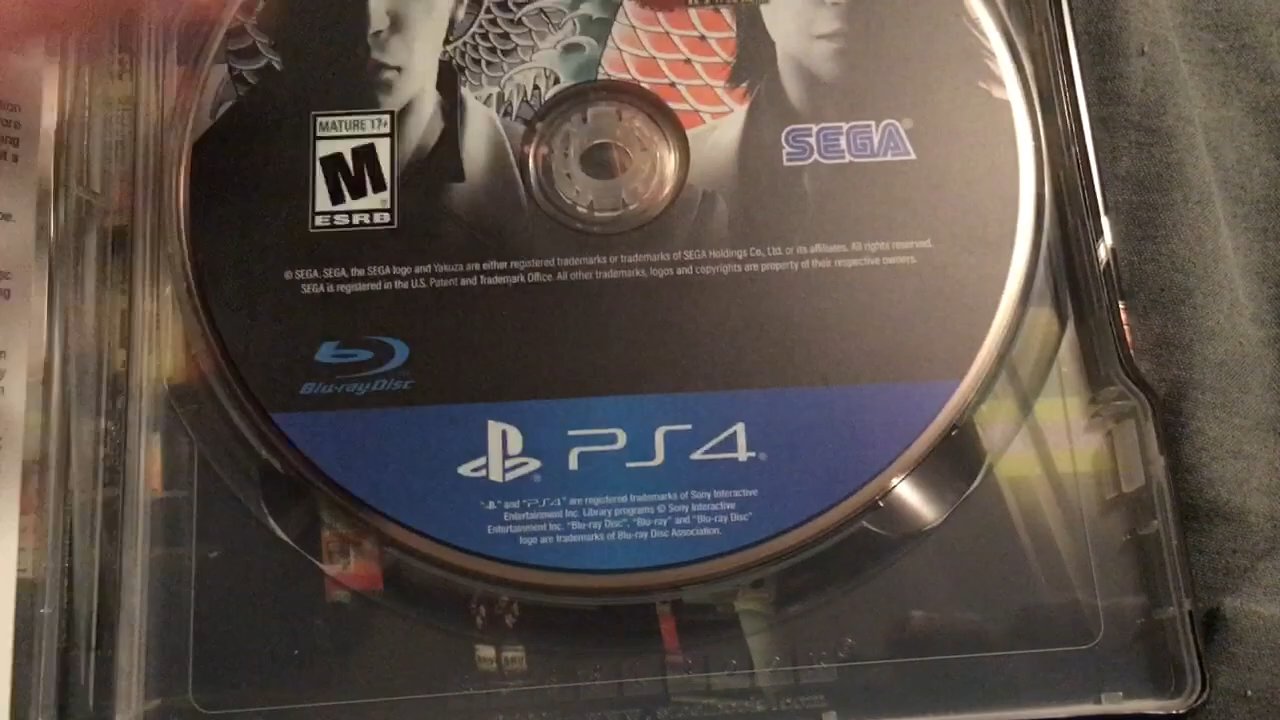 MATURE 17+
M
ESRB
SEGA
© SEGA. SEGA, the SEGA logo and Yakuza are either registered trademarks or trademarks of SEGA Holdings Co., Ltd. or its affiliates. All rights reserved.
SEGA is registered in the U.S. Patent and Trademark Office. All other trademarks, logos and copyrights are property of their respective owners.
Blu-ray Disc
PS4
" " and "PS4" are registered trademarks of Sony Interactive
Entertainment Inc. Library programs © Sony Interactive
Entertainment Inc. "Blu-ray Disc", "Blu-ray" and "Blu-ray Disc"
logo are trademarks of Blu-ray Disc Association.